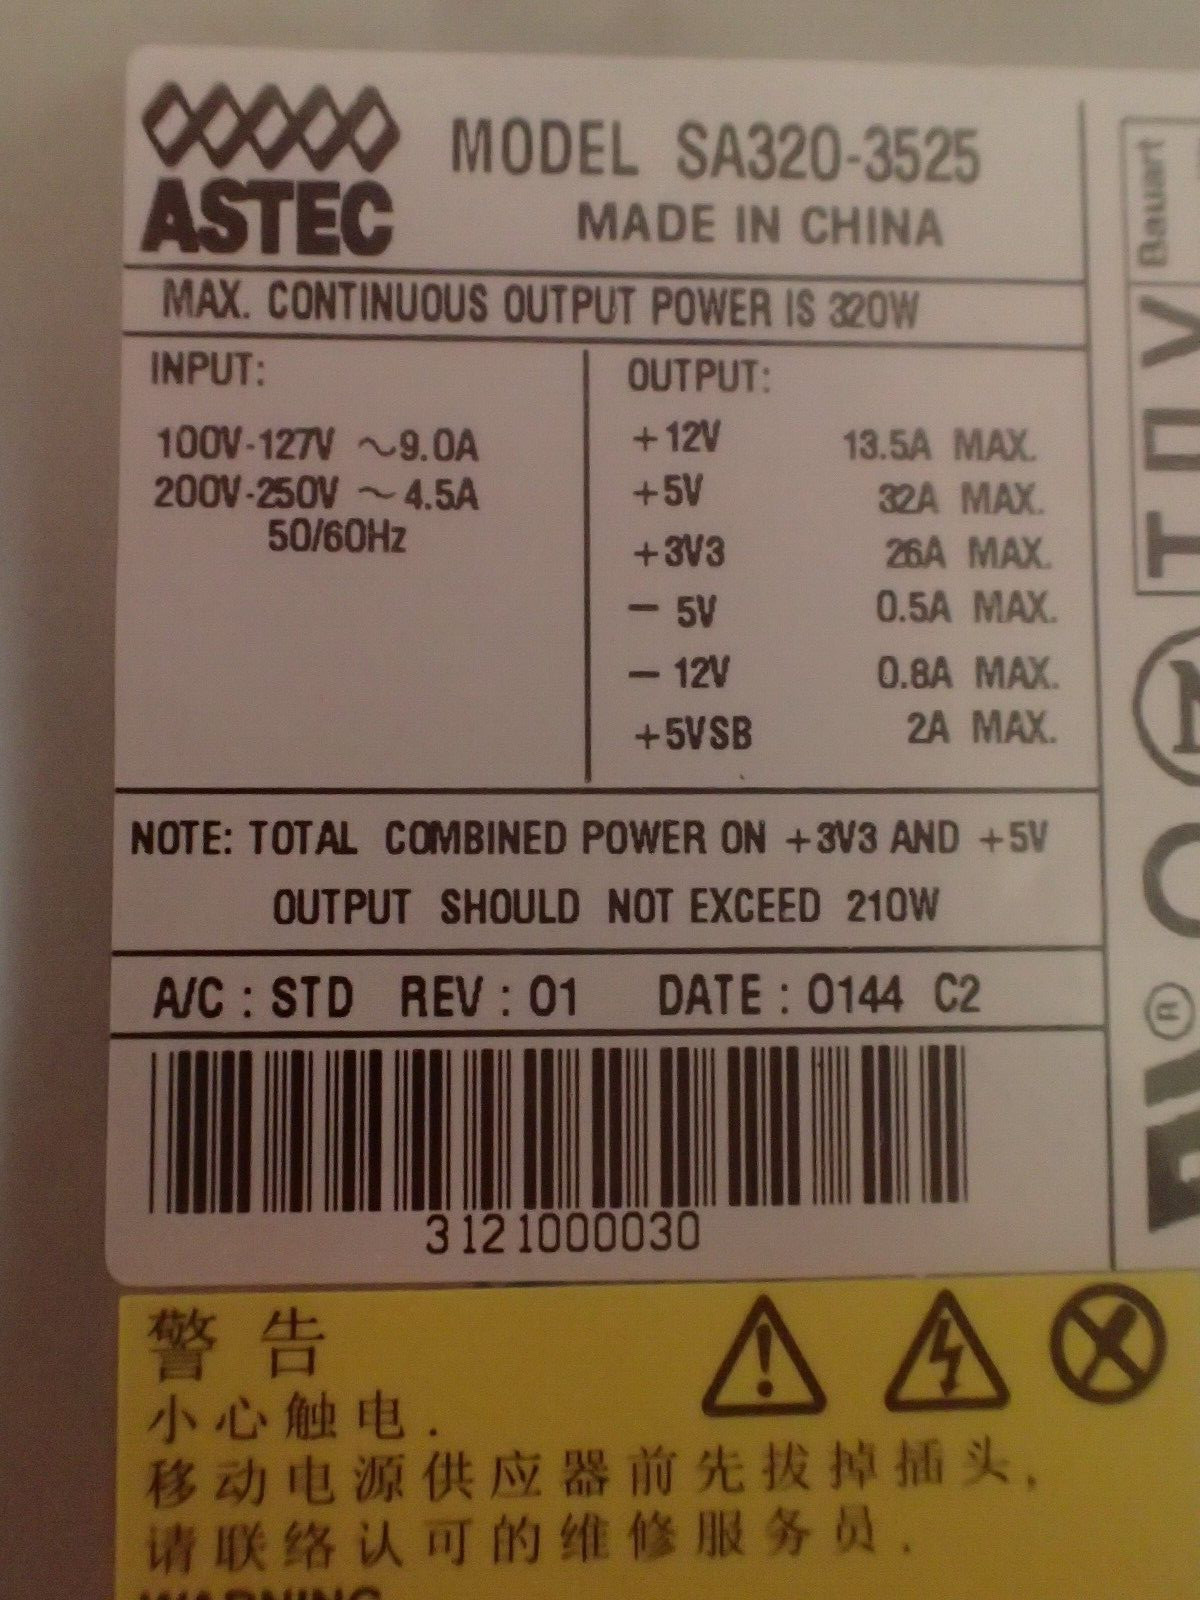 ASTEC
MODEL SA320-3525
MADE IN CHINA
MAX. CONTINUOUS OUTPUT POWER IS 320W
INPUT:
100V-127V ~9.0A
200V-250V ~4.5A
50/60Hz
OUTPUT:
+12V 13.5A MAX.
+5V 32A MAX.
+3V3 26A MAX.
- 5V 0.5A MAX.
- 12V 0.8A MAX.
+5VSB 2A MAX.
NOTE: TOTAL COMBINED POWER ON +3V3 AND +5V
OUTPUT SHOULD NOT EXCEED 210W
A/C : STD REV : 01 DATE : 0144 C2
3121000030
Bauart
N
警告
小心触电.
移动电源供应器前先拔掉插头,
请联络认可的维修服务员.
WARNING